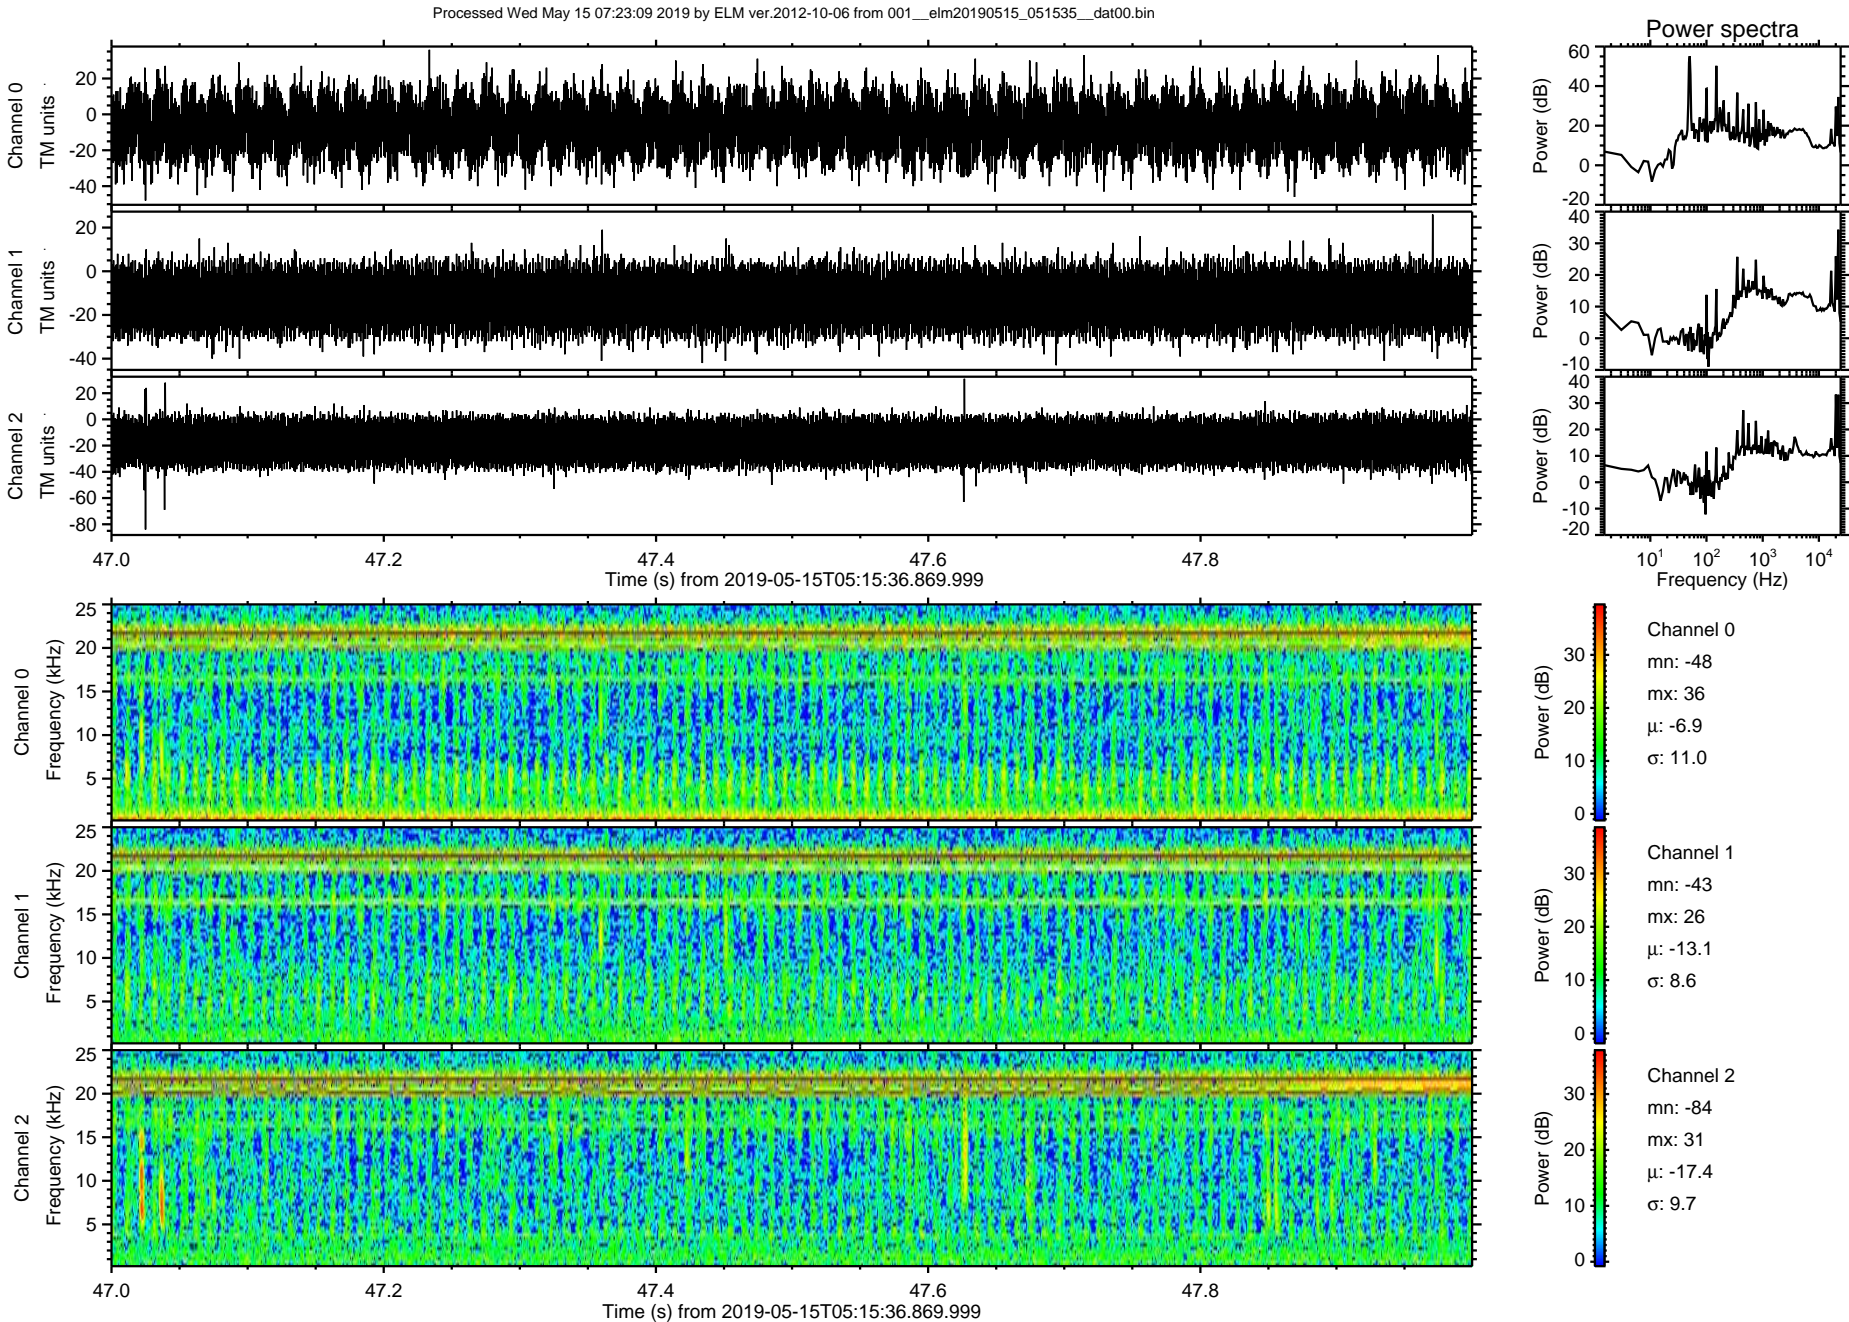 Processed Wed May 15 07:23:09 2019 by ELM ver.2012-10-06 from 001__elm20190515_051535__dat00.bin
Power spectra
Channel 0
TM units
20
0
-20
-40
Power (dB)
60
40
20
0
-20
Channel 1
TM units
20
0
-20
-40
Power (dB)
40
30
20
10
0
-10
Channel 2
TM units
20
0
-20
-40
-60
-80
Power (dB)
40
30
20
10
0
-10
-20
47.0 47.2 47.4 47.6 47.8
Time (s) from 2019-05-15T05:15:36.869.999
10¹ 10² 10³ 10⁴
Frequency (Hz)
Channel 0
Frequency (kHz)
25
20
15
10
5
Power (dB)
30
20
10
0
Channel 0
mn: -48
mx: 36
μ: -6.9
σ: 11.0
Channel 1
Frequency (kHz)
25
20
15
10
5
Power (dB)
30
20
10
0
Channel 1
mn: -43
mx: 26
μ: -13.1
σ: 8.6
Channel 2
Frequency (kHz)
25
20
15
10
5
Power (dB)
30
20
10
0
Channel 2
mn: -84
mx: 31
μ: -17.4
σ: 9.7
47.0 47.2 47.4 47.6 47.8
Time (s) from 2019-05-15T05:15:36.869.999